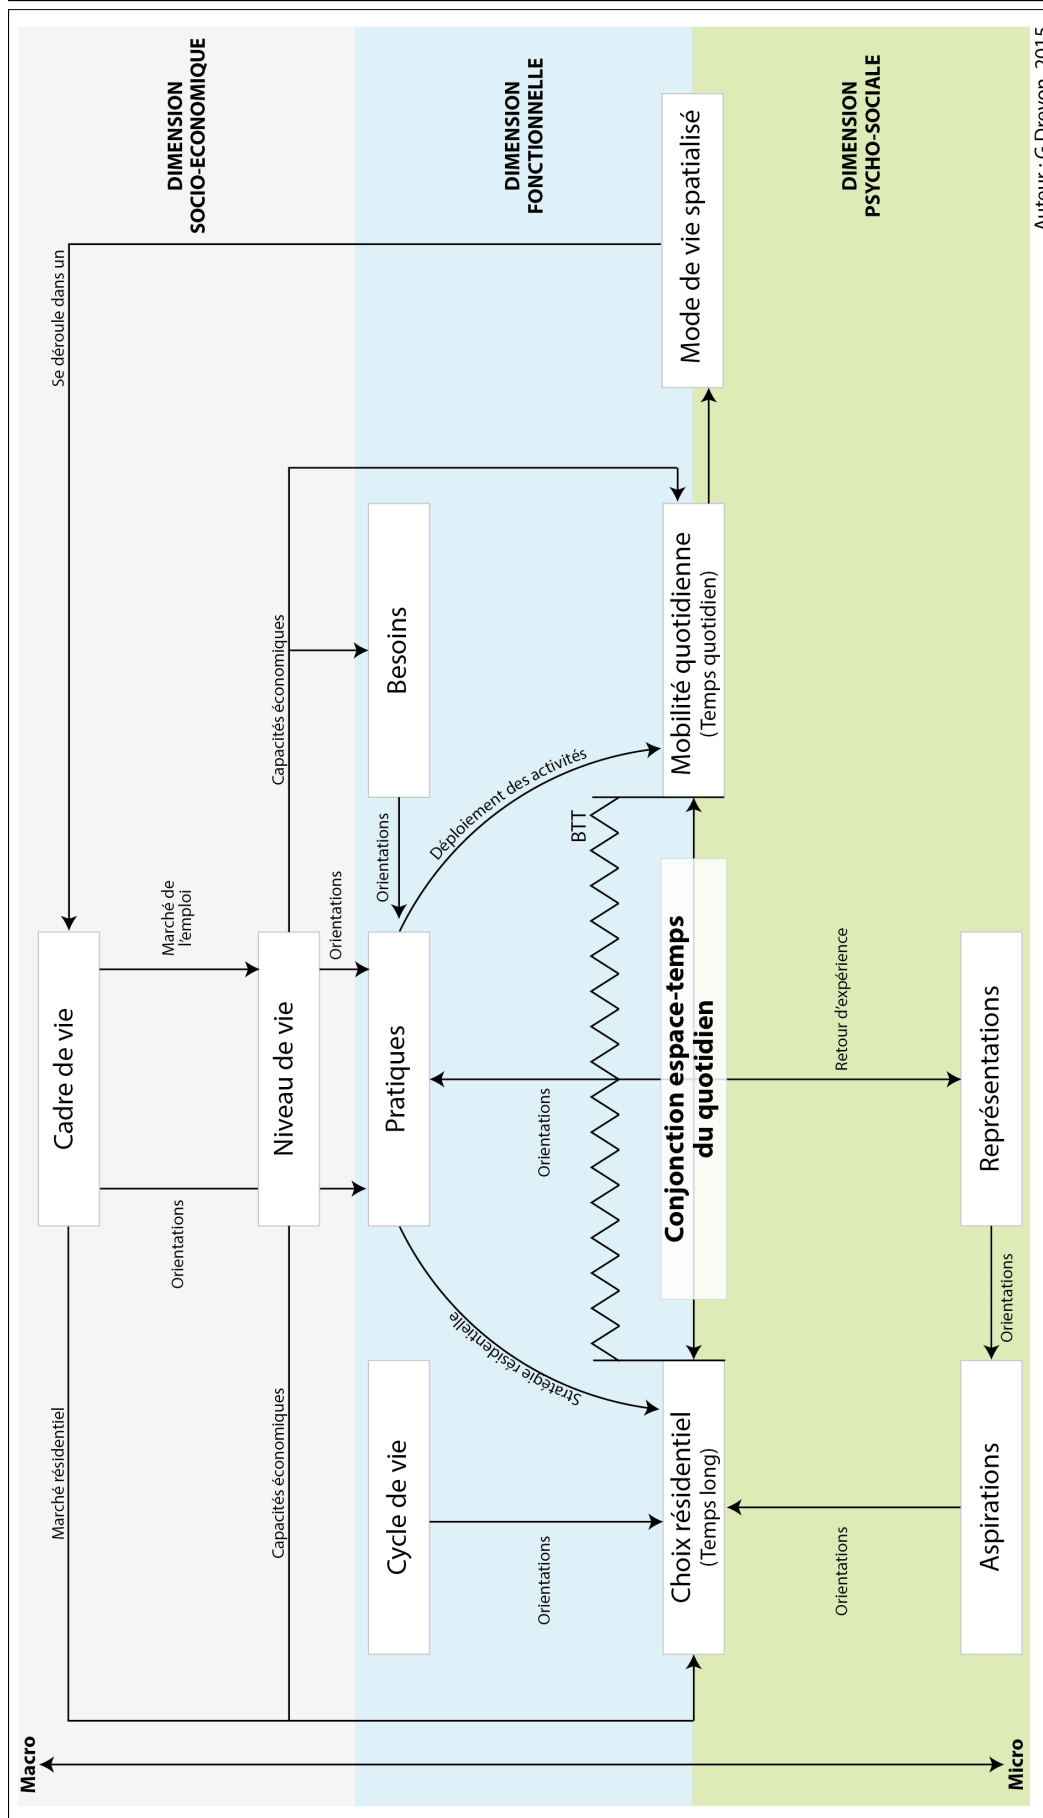 Macro
Se déroule dans un
Marché résidentiel
Cadre de vie
DIMENSION
SOCIO-ECONOMIQUE
Orientations
Marché de
l'emploi
Capacités économiques
Niveau de vie
Capacités économiques
Orientations
Orientations
Cycle de vie
Pratiques
Besoins
DIMENSION
FONCTIONNELLE
Stratégie résidentielle
Déploiement des activités
Orientations
Orientations
BTT
Choix résidentiel
(Temps long)
Conjonction espace-temps
du quotidien
Mobilité quotidienne
(Temps quotidien)
Mode de vie spatialisé
DIMENSION
PSYCHO-SOCIALE
Orientations
Retour d'expérience
Aspirations
Orientations
Représentations
Micro
Auteur : G.Drevon, 2015